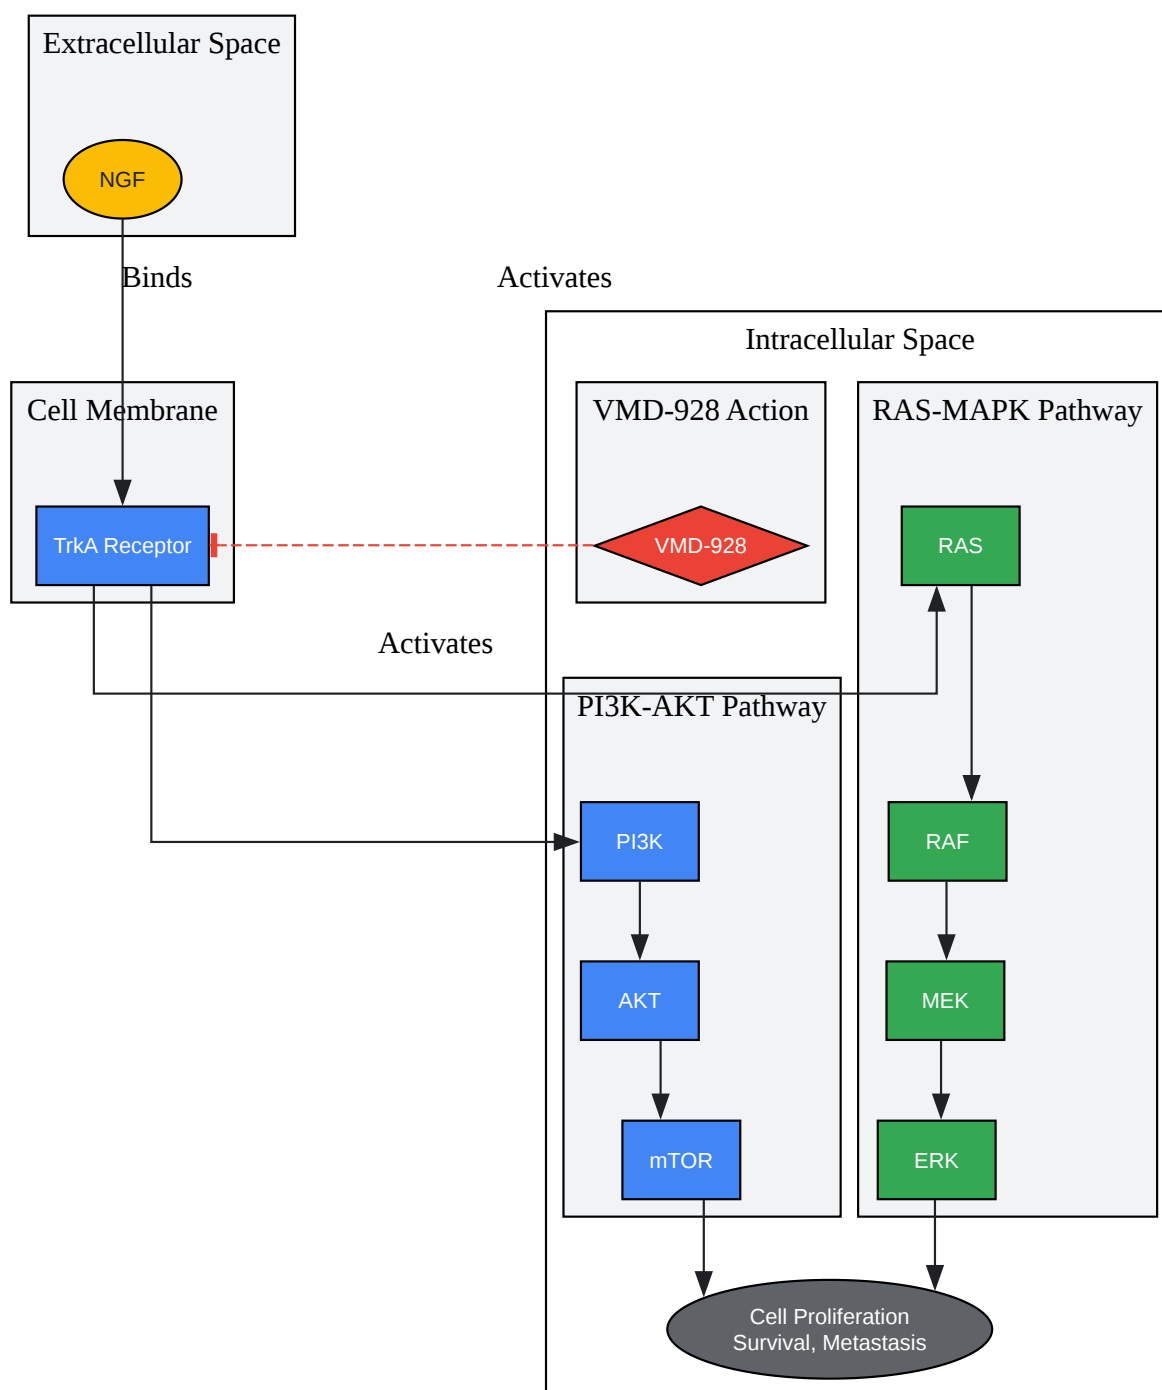 Extracellular Space
NGF
Binds
Activates
Intracellular Space
Cell Membrane
VMD-928 Action
RAS-MAPK Pathway
TrkA Receptor
VMD-928
RAS
Activates
PI3K-AKT Pathway
PI3K
RAF
AKT
MEK
mTOR
ERK
Cell Proliferation
Survival, Metastasis